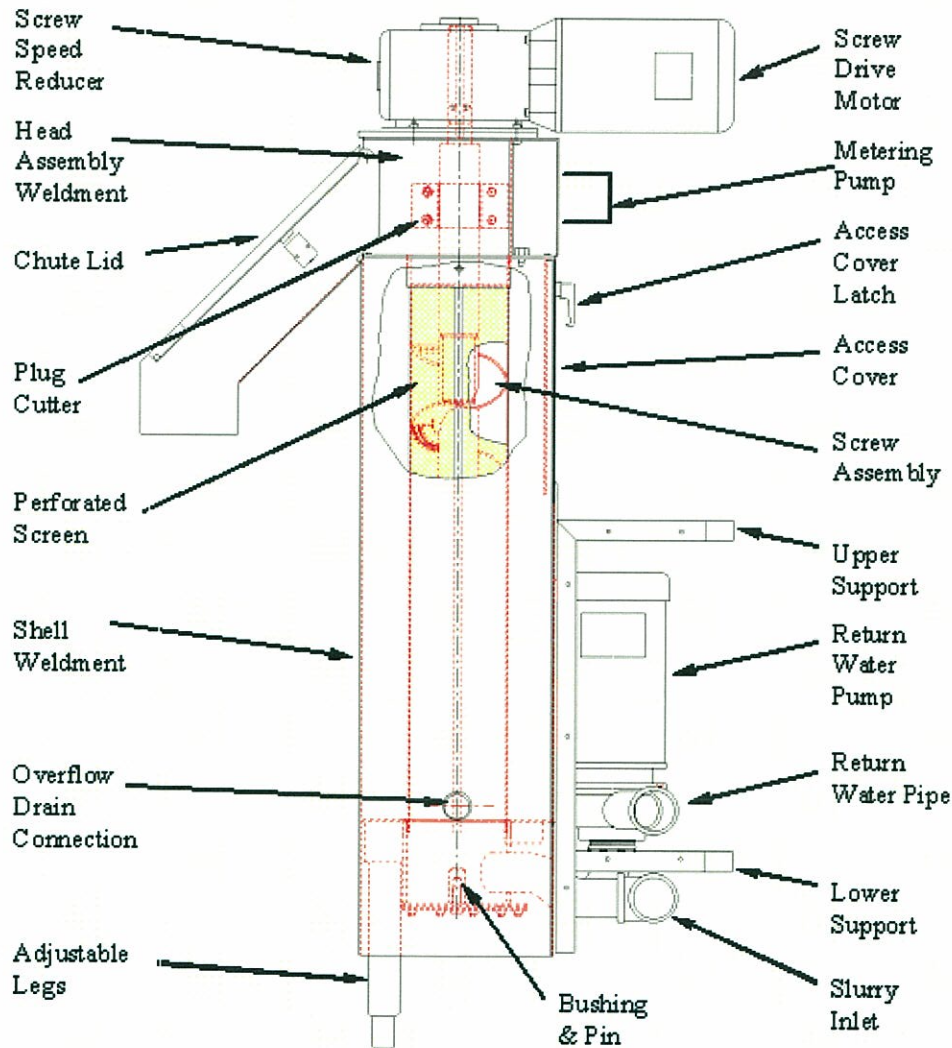 Screw
Speed
Reducer
Head
Assembly
Weldment
Chute Lid
Plug
Cutter
Perforated
Screen
Shell
Weldment
Overflow
Drain
Connection
Adjustable
Legs
Bushing
& Pin
Screw
Drive
Motor
Metering
Pump
Access
Cover
Latch
Access
Cover
Screw
Assembly
Upper
Support
Return
Water
Pump
Return
Water Pipe
Lower
Support
Slurry
Inlet